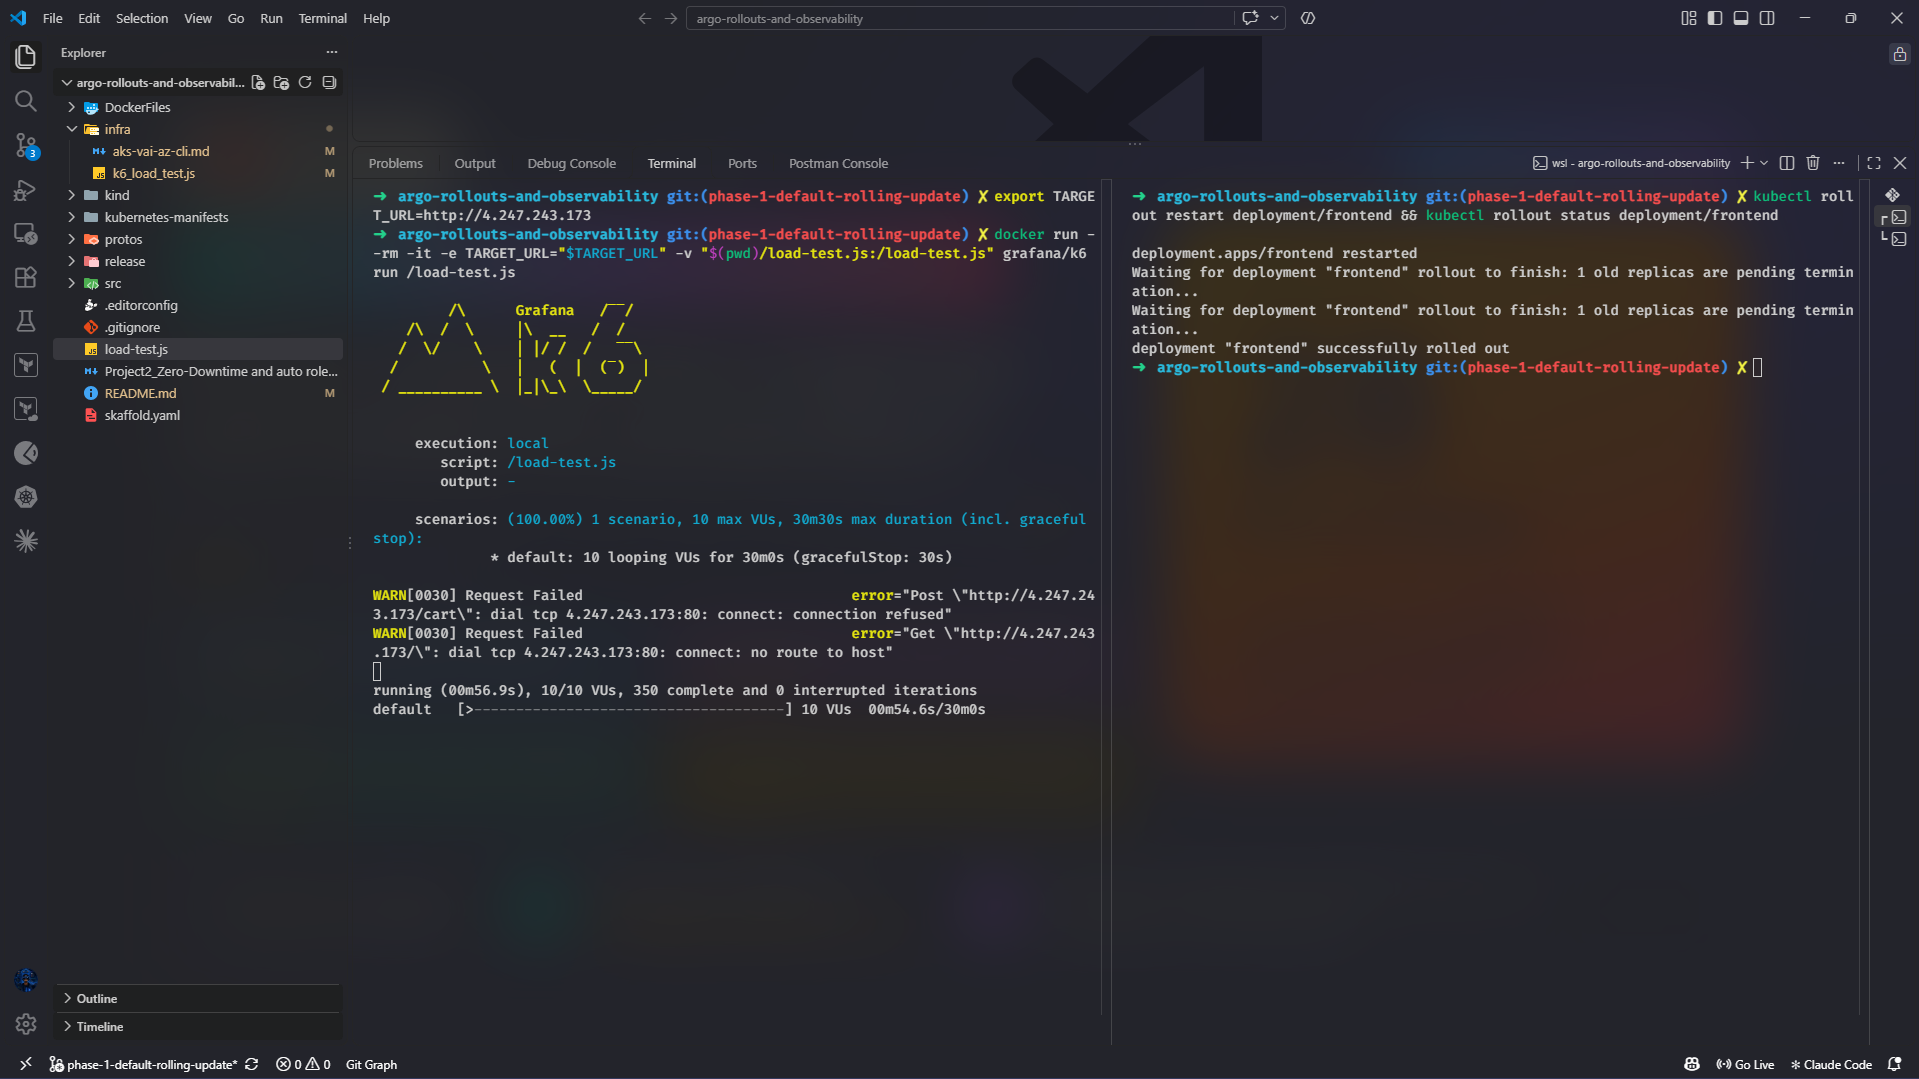 File Edit Selection View Go Run Terminal Help
argo-rollouts-and-observability
Explorer
argo-rollouts-and-observabil...
DockerFiles
infra
aks-vai-az-cli.md M
k6_load_test.js M
kind
kubernetes-manifests
protos
release
src
.editorconfig
.gitignore
load-test.js
Project2_Zero-Downtime and auto role...
README.md M
skaffold.yaml
Outline
Timeline
Problems Output Debug Console Terminal Ports Postman Console
wsl - argo-rollouts-and-observability
➜ argo-rollouts-and-observability git:(phase-1-default-rolling-update) ✗ export TARGE
T_URL=http://4.247.243.173
➜ argo-rollouts-and-observability git:(phase-1-default-rolling-update) ✗ docker run -
-rm -it -e TARGET_URL="$TARGET_URL" -v "$(pwd)/load-test.js:/load-test.js" grafana/k6
run /load-test.js
Grafana
execution: local
script: /load-test.js
output: -
scenarios: (100.00%) 1 scenario, 10 max VUs, 30m30s max duration (incl. graceful
stop):
* default: 10 looping VUs for 30m0s (gracefulStop: 30s)
WARN[0030] Request Failed error="Post \"http://4.247.24
3.173/cart\": dial tcp 4.247.243.173:80: connect: connection refused"
WARN[0030] Request Failed error="Get \"http://4.247.243
.173/\": dial tcp 4.247.243.173:80: connect: no route to host"
running (00m56.9s), 10/10 VUs, 350 complete and 0 interrupted iterations
default [>-------------------------------------] 10 VUs 00m54.6s/30m0s
➜ argo-rollouts-and-observability git:(phase-1-default-rolling-update) ✗ kubectl roll
out restart deployment/frontend && kubectl rollout status deployment/frontend
deployment.apps/frontend restarted
Waiting for deployment "frontend" rollout to finish: 1 old replicas are pending termin
ation...
Waiting for deployment "frontend" rollout to finish: 1 old replicas are pending termin
ation...
deployment "frontend" successfully rolled out
➜ argo-rollouts-and-observability git:(phase-1-default-rolling-update) ✗
3
phase-1-default-rolling-update* 0 0 Git Graph
Go Live Claude Code